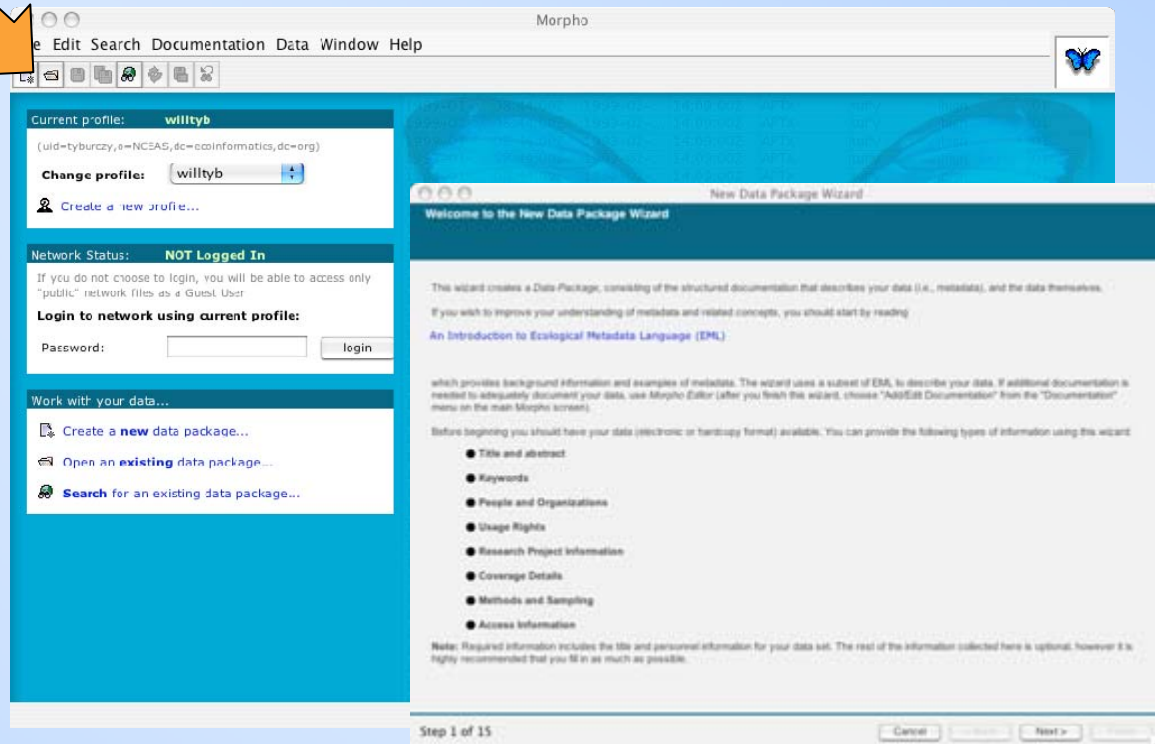 Morpho
Edit Search Documentation Data Window Help
Current profile: willtyb
(uid=tyburczy,o=NCEAS,dc=ecoinformatics,dc=org)
Change profile: willtyb
Create a new profile...
Network Status: NOT Logged In
If you do not choose to login, you will be able to access only
"public" network files as a Guest User
Login to network using current profile:
Password: login
Work with your data...
Create a new data package...
Open an existing data package...
Search for an existing data package...
New Data Package Wizard
Welcome to the New Data Package Wizard
This wizard creates a Data-Package, consisting of the structured documentation that describes your data (i.e., metadata), and the data themselves.
If you wish to improve your understanding of metadata and related concepts, you should start by reading
An Introduction to Ecological Metadata Language (EML)
which provides background information and examples of metadata. The wizard uses a subset of EML to describe your data. If additional documentation is
needed to adequately document your data, use Morpho Editor (after you finish this wizard, choose "Add/Edit Documentation" from the "Documentation"
menu on the main Morpho screen).
Before beginning you should have your data (electronic or hardcopy format) available. You can provide the following types of information using this wizard:
Title and abstract
Keywords
People and Organizations
Usage Rights
Research Project Information
Coverage Details
Methods and Sampling
Access Information
Note: Required information includes the title and personnel information for your data set. The rest of the information collected here is optional, however it is
highly recommended that you fill in as much as possible.
Step 1 of 15
Cancel Next >